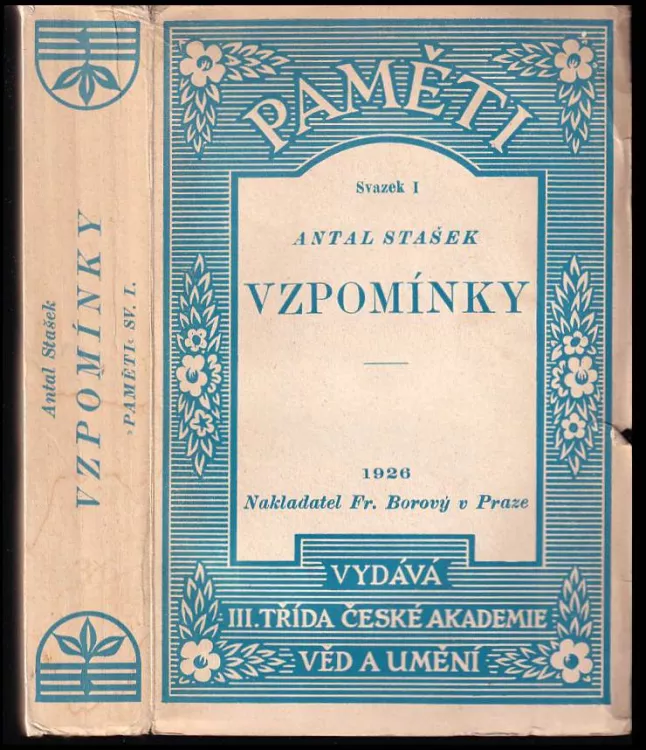 Antal Stašek
VZPOMÍNKY
›PAMĚTI‹ SV. I.
PAMĚTI
Svazek I
ANTAL STAŠEK
VZPOMÍNKY
1926
Nakladatel Fr. Borový v Praze
VYDÁVÁ
III. TŘÍDA ČESKÉ AKADEMIE
VĚD A UMĚNÍ